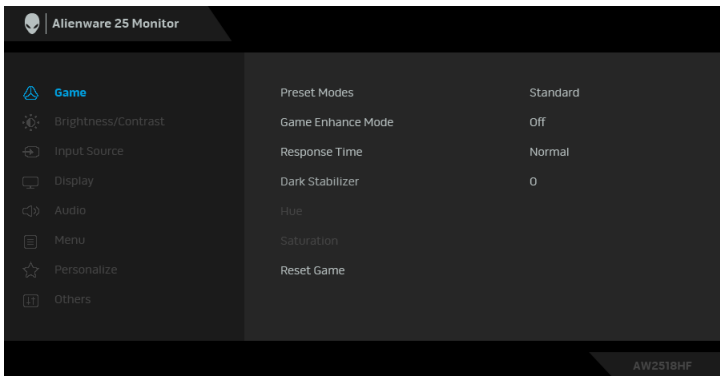 Alienware 25 Monitor
Game
Preset Modes Standard
Brightness/Contrast
Game Enhance Mode Off
Input Source
Response Time Normal
Display
Dark Stabilizer 0
Audio
Hue
Menu
Saturation
Personalize
Reset Game
Others
AW2518HF